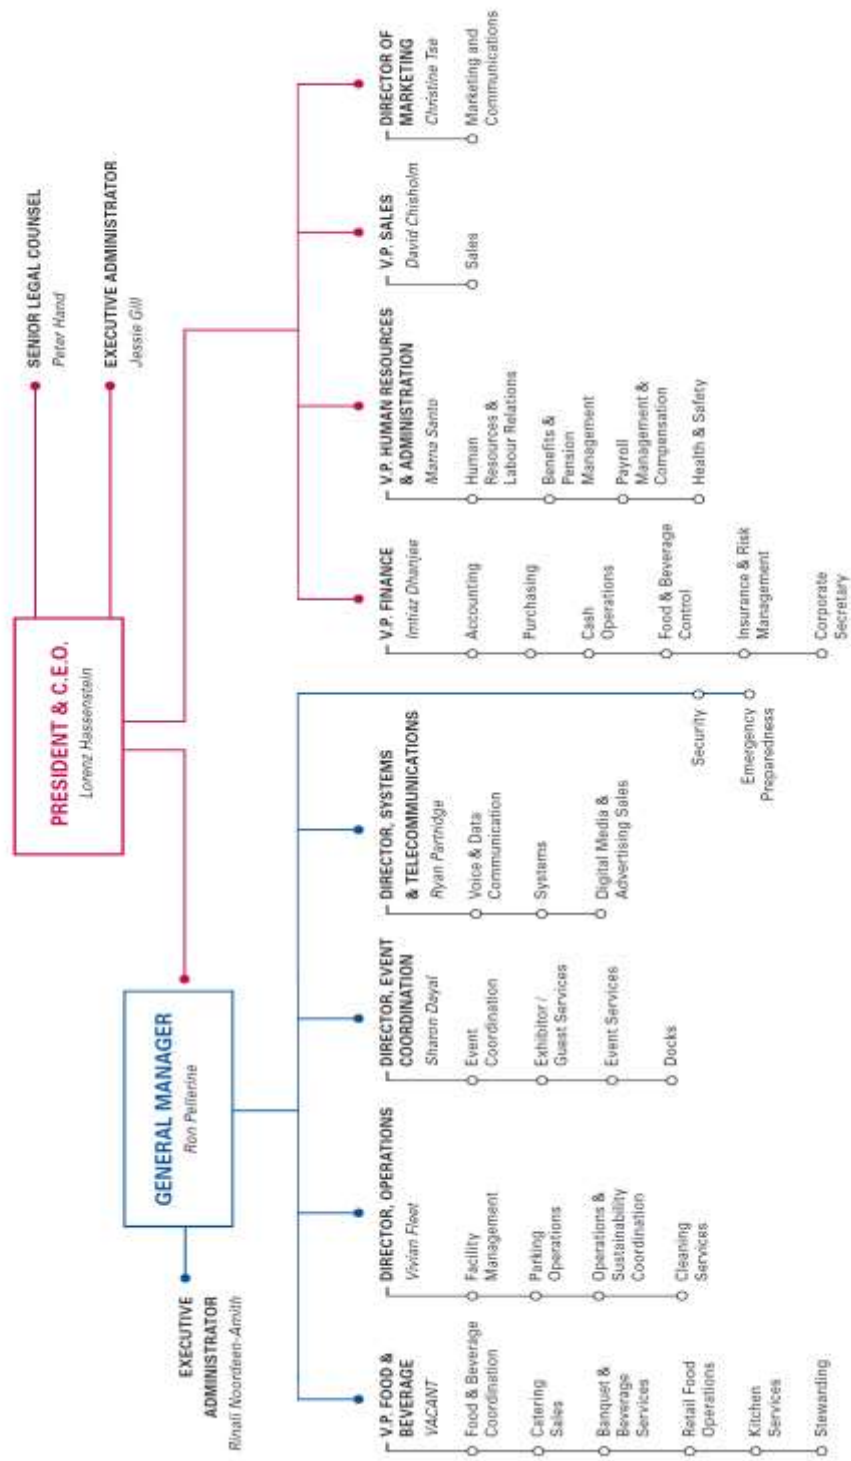 PRESIDENT & C.E.O.
Lorenz Hassenstein
SENIOR LEGAL COUNSEL
Peter Hand
EXECUTIVE ADMINISTRATOR
Jessie Gill
GENERAL MANAGER
Ron Pellerine
EXECUTIVE
ADMINISTRATOR
Rinali Noordeen-Amith
V.P. FOOD &
BEVERAGE
VACANT
Food & Beverage
Coordination
Catering
Sales
Banquet &
Beverage
Services
Retail Food
Operations
Kitchen
Services
Stewarding
DIRECTOR, OPERATIONS
Vivian Fleet
Facility
Management
Parking
Operations
Operations &
Sustainability
Coordination
Cleaning
Services
DIRECTOR, EVENT
COORDINATION
Sharon Dayal
Event
Coordination
Exhibitor /
Guest Services
Event Services
Docks
DIRECTOR, SYSTEMS
& TELECOMMUNICATIONS
Ryan Partridge
Voice & Data
Communication
Systems
Digital Media &
Advertising Sales
Security
Emergency
Preparedness
V.P. FINANCE
Imtiaz Dhanjee
Accounting
Purchasing
Cash
Operations
Food & Beverage
Control
Insurance & Risk
Management
Corporate
Secretary
V.P. HUMAN RESOURCES
& ADMINISTRATION
Marna Santo
Human
Resources &
Labour Relations
Benefits &
Pension
Management
Payroll
Management &
Compensation
Health & Safety
V.P. SALES
David Chisholm
Sales
DIRECTOR OF
MARKETING
Christine Tse
Marketing and
Communications